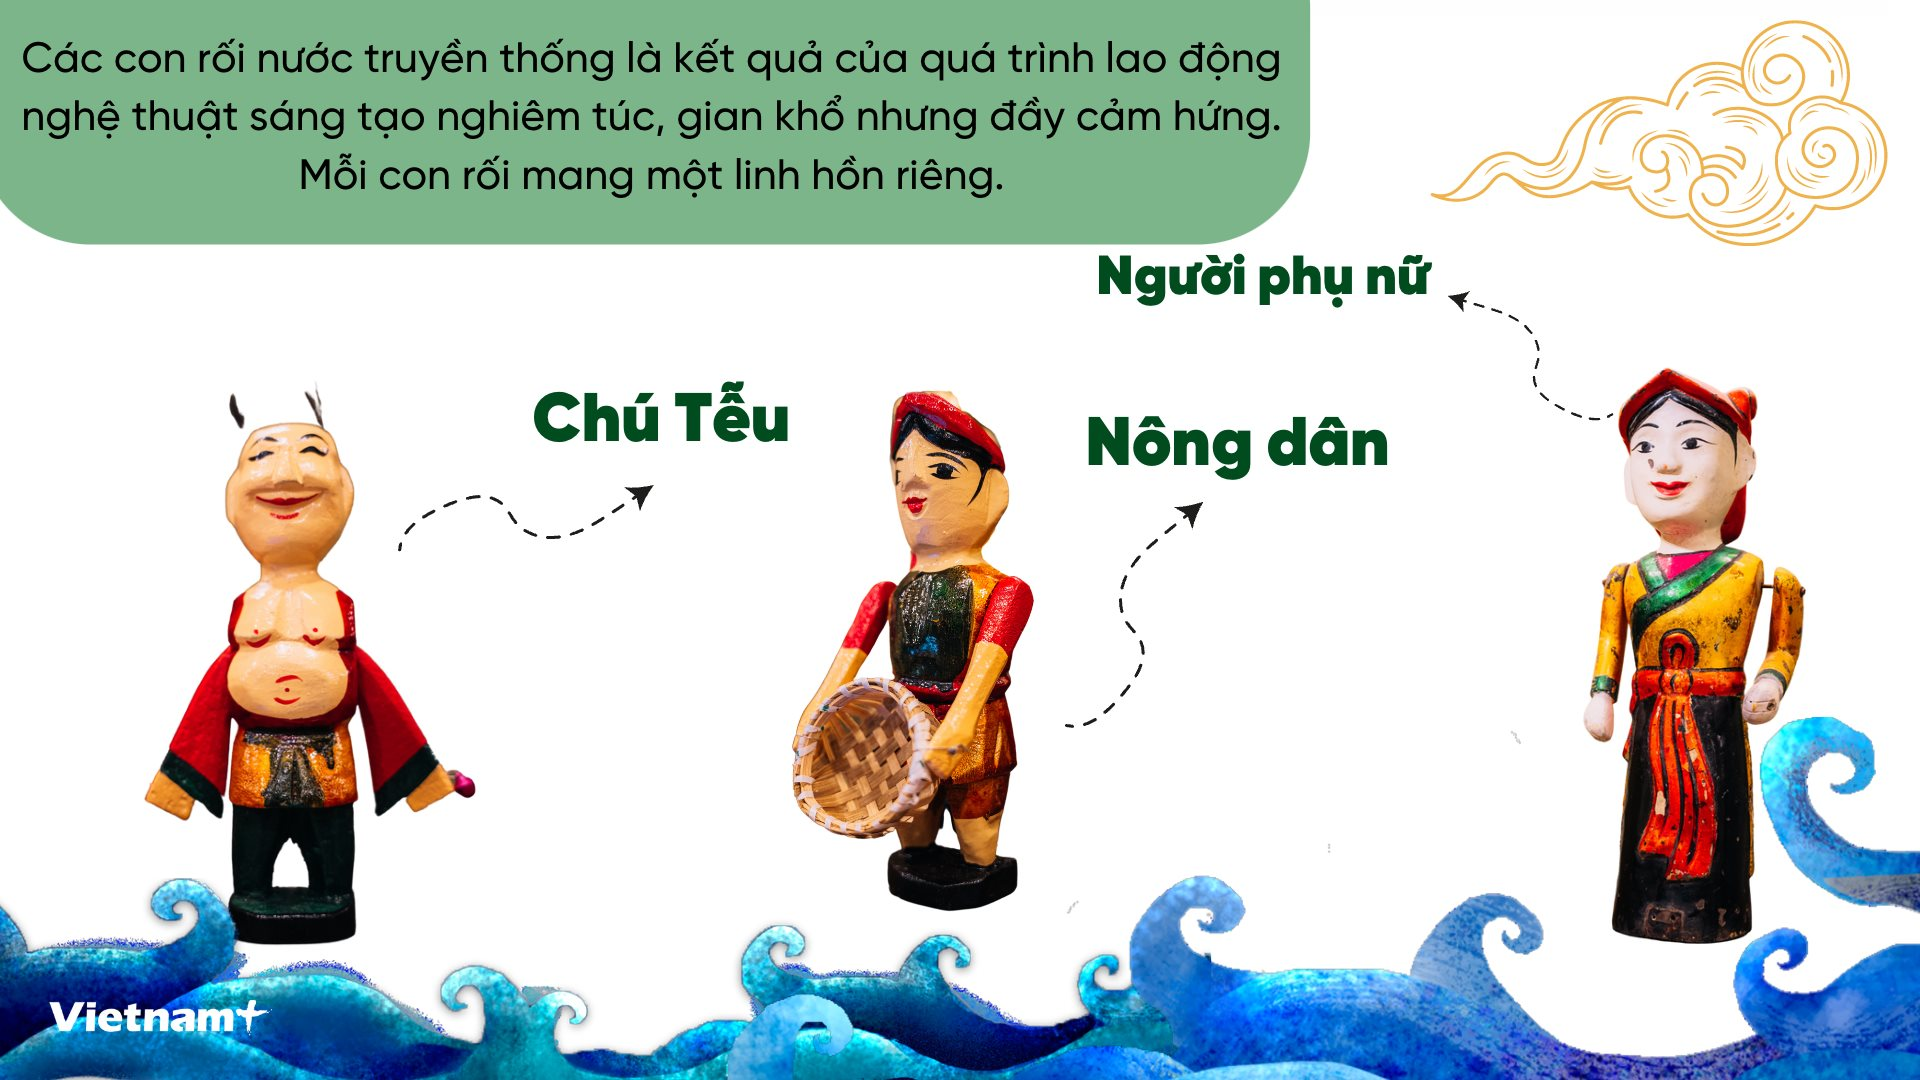 Các con rối nước truyền thống là kết quả của quá trình lao động
nghệ thuật sáng tạo nghiêm túc, gian khổ nhưng đầy cảm hứng.
Mỗi con rối mang một linh hồn riêng.
Người phụ nữ
Chú Tễu
Nông dân
Vietnam+